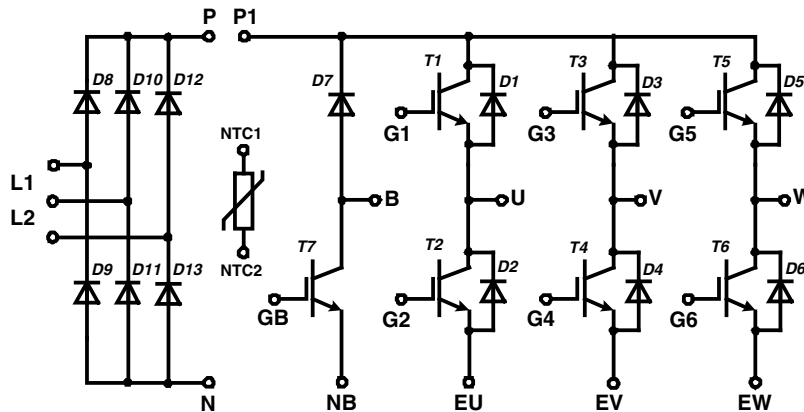 P P1
D8 D10 D12 D7 T1 D1 T3 D3 T5 D5
G1 G3 G5
NTC1
L1
B U V W
L2
NTC2
D9 D11 D13 T7 T2 D2 T4 D4 T6 D6
GB G2 G4 G6
N NB EU EV EW